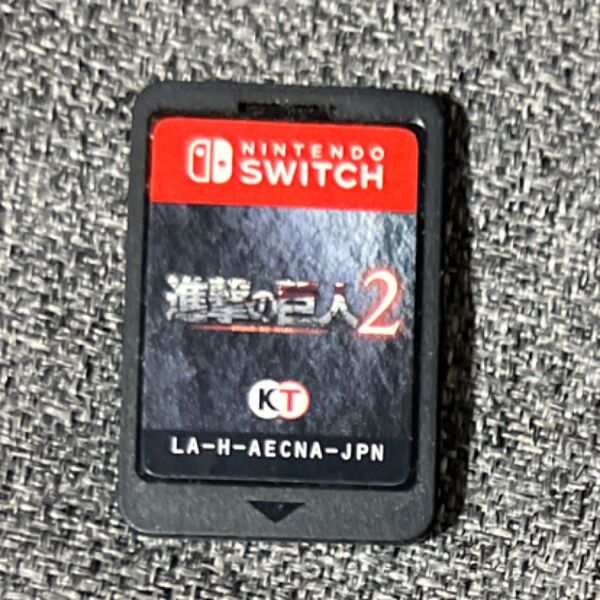 NINTENDO
SWITCH
進撃の巨人2
KT
LA-H-AECNA-JPN